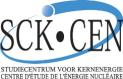 SCK•CEN
STUDIECENTRUM VOOR KERNENERGIE
CENTRE D'ÉTUDE DE L'ÉNERGIE NUCLÉAIRE